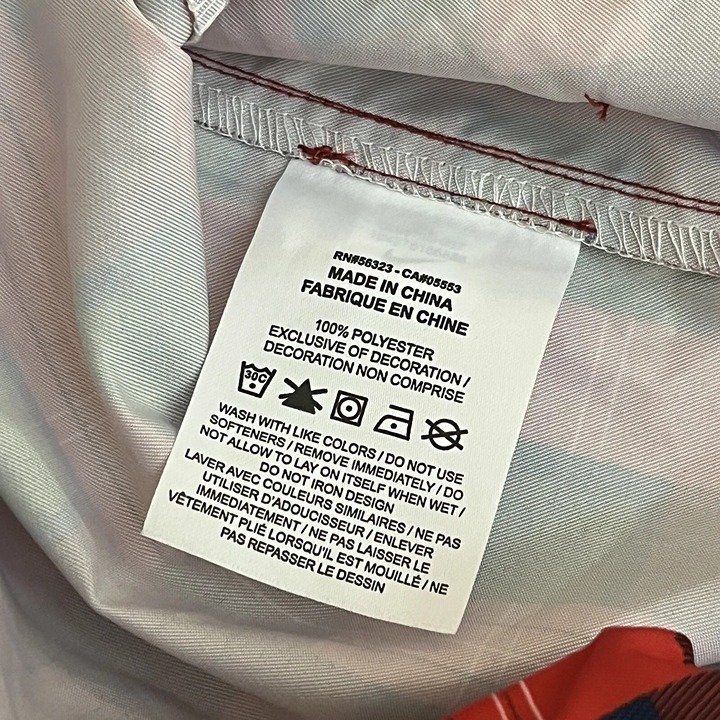 RN#56323 - CA#05553
MADE IN CHINA
FABRIQUE EN CHINE
100% POLYESTER
EXCLUSIVE OF DECORATION /
DECORATION NON COMPRISE
30C
WASH WITH LIKE COLORS / DO NOT USE
SOFTENERS / REMOVE IMMEDIATELY / DO
NOT ALLOW TO LAY ON ITSELF WHEN WET /
DO NOT IRON DESIGN
LAVER AVEC COULEURS SIMILAIRES / NE PAS
UTILISER D'ADOUCISSEUR / ENLEVER
IMMEDIATEMENT / NE PAS LAISSER LE
VÊTEMENT PLIÉ LORSQU'IL EST MOUILLÉ / NE
PAS REPASSER LE DESSIN